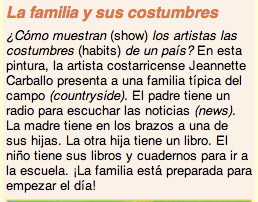 La familia y sus costumbres
¿Cómo muestran (show) los artistas las
costumbres (habits) de un país? En esta
pintura, la artista costarricense Jeannette
Carballo presenta a una familia típica del
campo (countryside). El padre tiene un
radio para escuchar las noticias (news).
La madre tiene en los brazos a una de
sus hijas. La otra hija tiene un libro. El
niño tiene sus libros y cuadernos para ir a
la escuela. ¡La familia está preparada para
empezar el día!